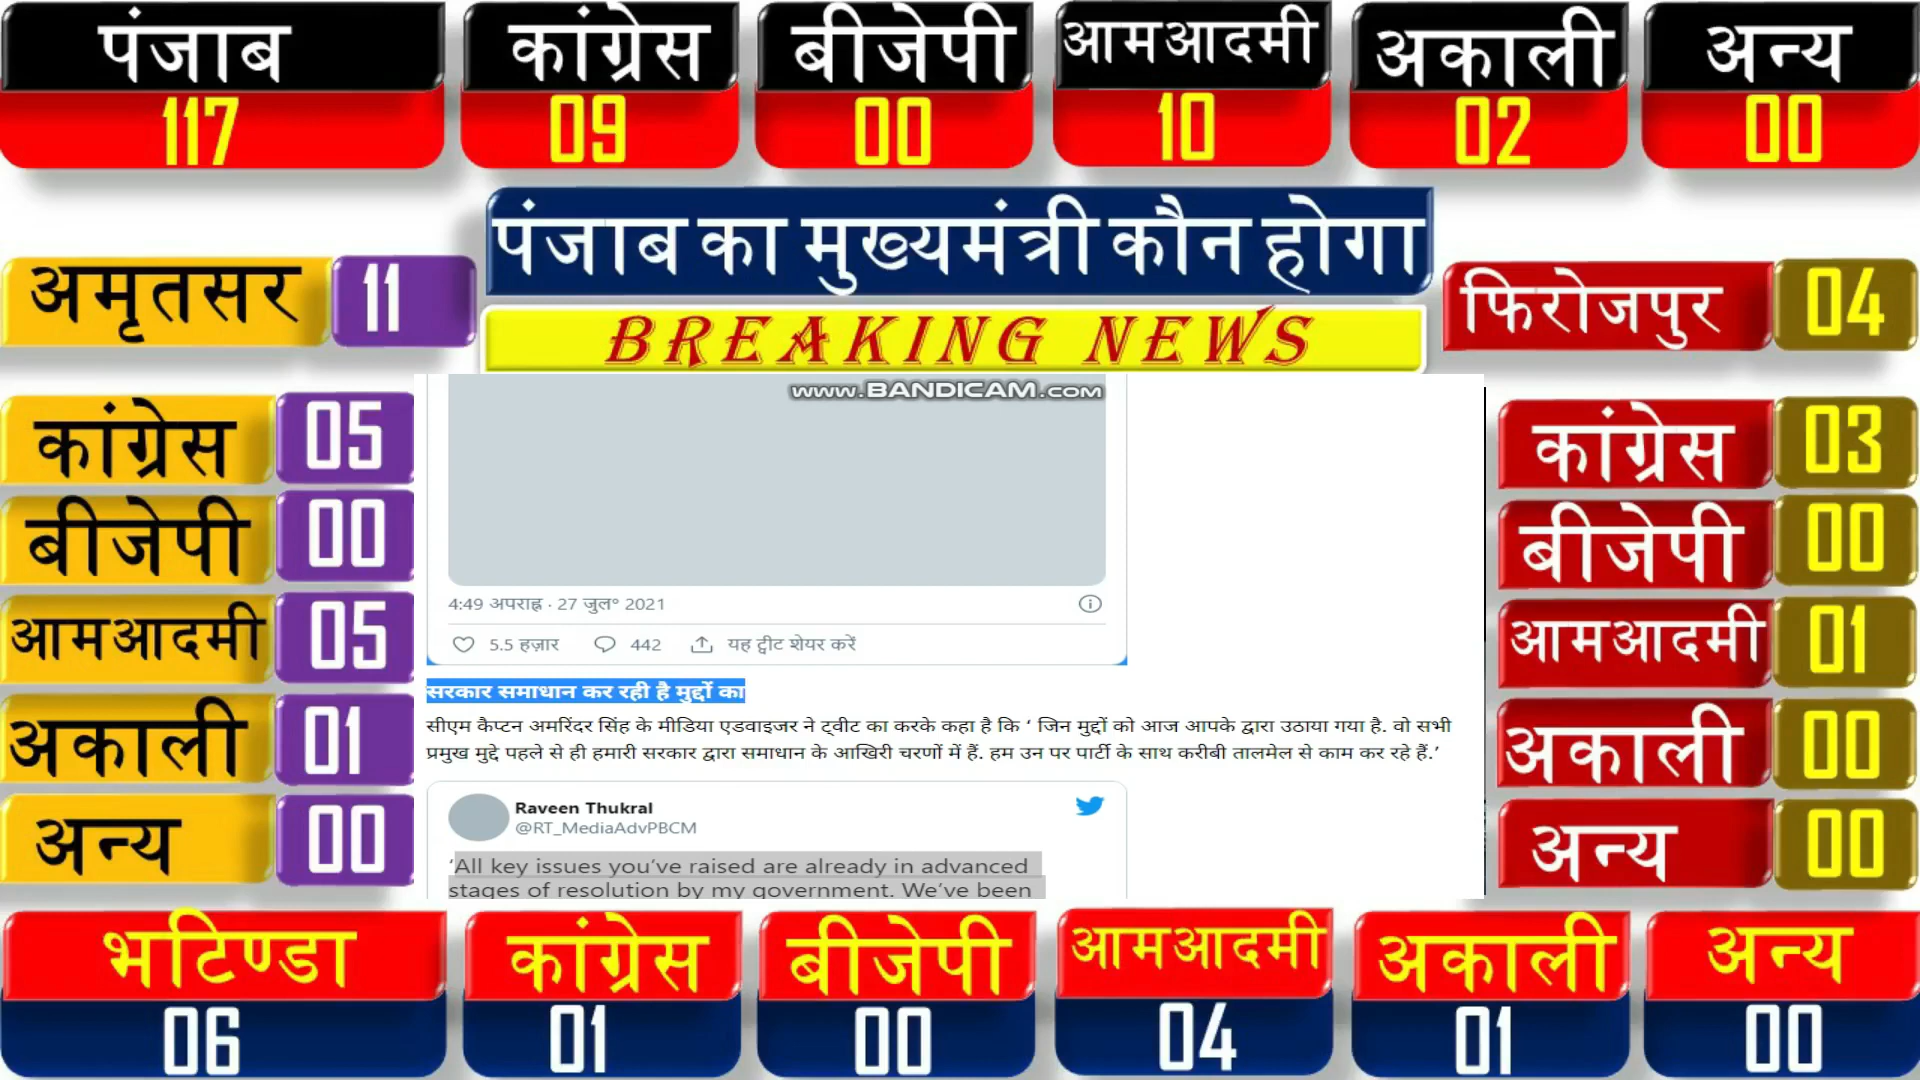 पंजाब
117
कांग्रेस
09
बीजेपी
00
आमआदमी
10
अकाली
02
अन्य
00
पंजाब का मुख्यमंत्री कौन होगा
BREAKING NEWS
अमृतसर 11
कांग्रेस 05
बीजेपी 00
आमआदमी 05
अकाली 01
अन्य 00
www.BANDICAM.com
4:49 अपराह्न · 27 जुल॰ 2021
5.5 हज़ार 442 यह ट्वीट शेयर करें
सरकार समाधान कर रही है मुद्दों का
सीएम कैप्टन अमरिंदर सिंह के मीडिया एडवाइजर ने ट्वीट का करके कहा है कि ‘ जिन मुद्दों को आज आपके द्वारा उठाया गया है. वो सभी
प्रमुख मुद्दे पहले से ही हमारी सरकार द्वारा समाधान के आखिरी चरणों में हैं. हम उन पर पार्टी के साथ करीबी तालमेल से काम कर रहे हैं.’
Raveen Thukral
@RT_MediaAdvPBCM
‘All key issues you’ve raised are already in advanced
stages of resolution by my government. We’ve been
फिरोजपुर 04
कांग्रेस 03
बीजेपी 00
आमआदमी 01
अकाली 00
अन्य 00
भटिण्डा
06
कांग्रेस
01
बीजेपी
00
आमआदमी
04
अकाली
01
अन्य
00